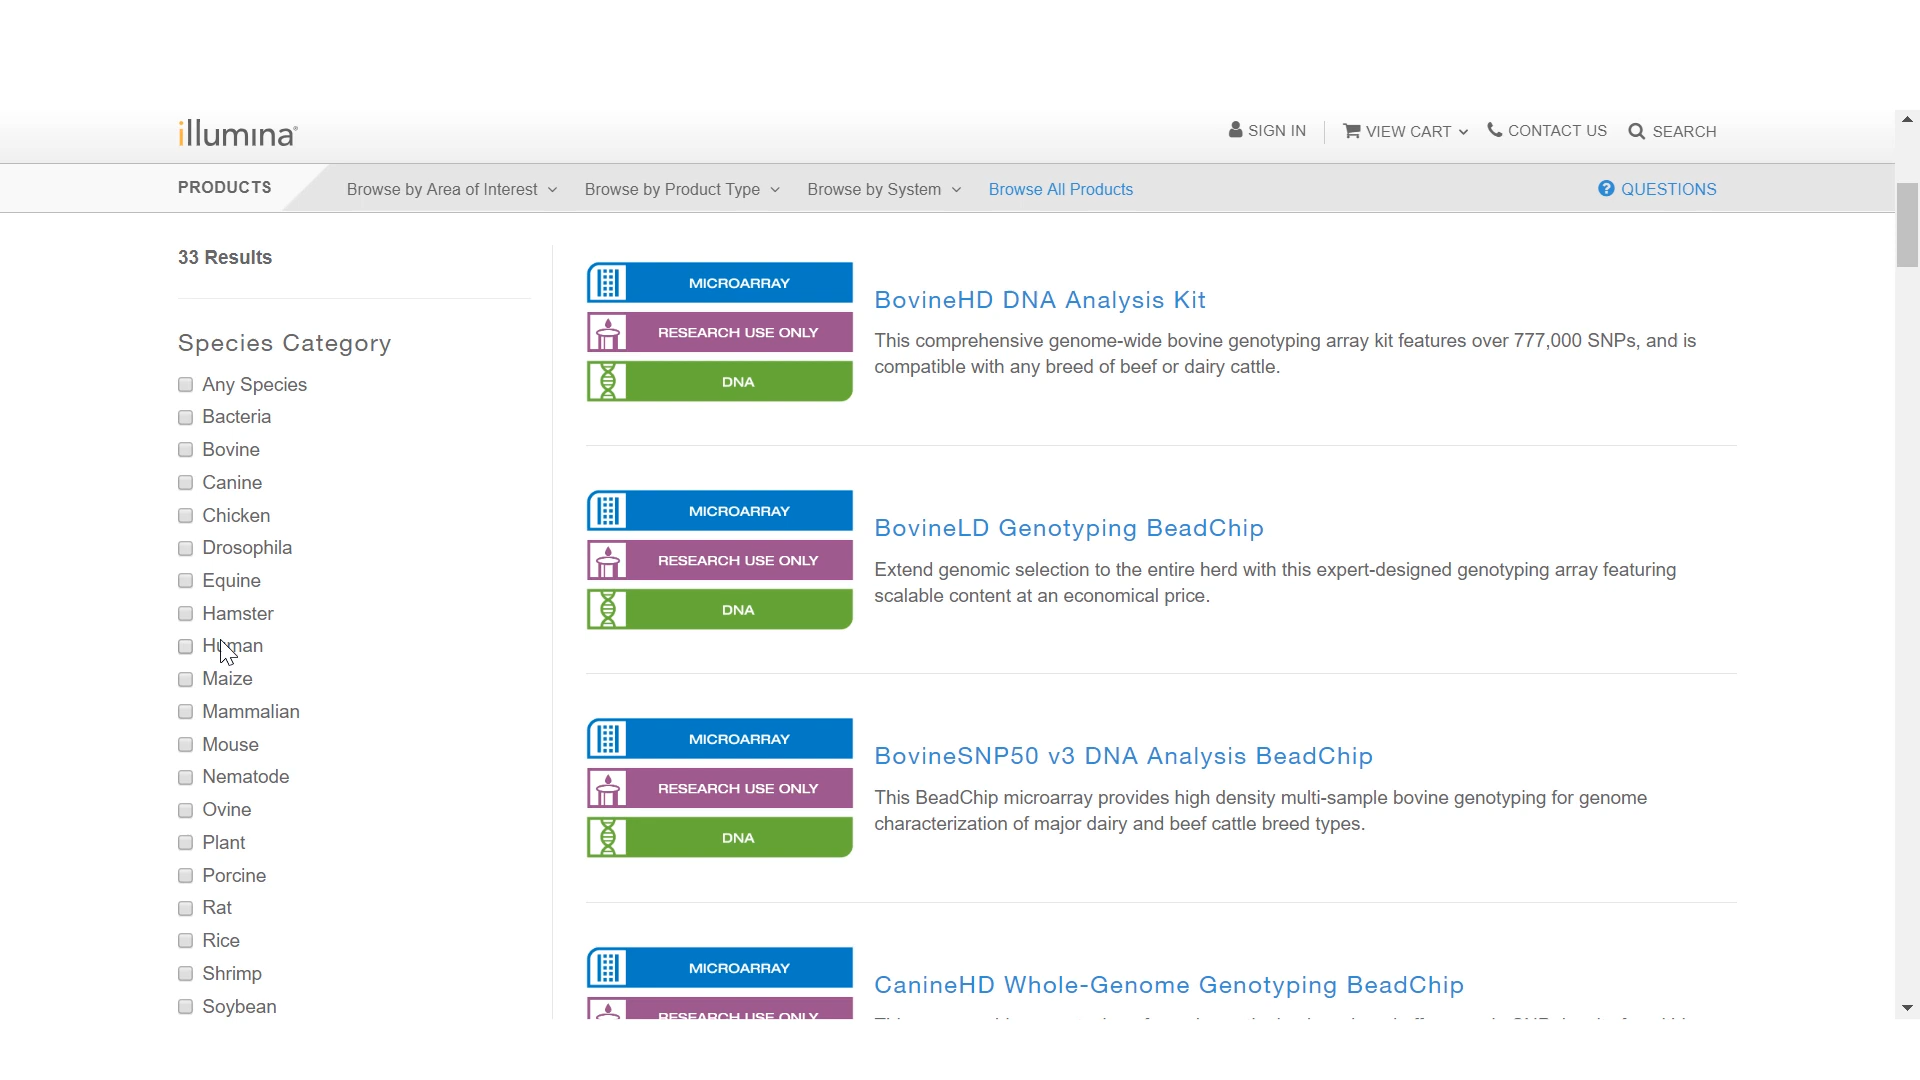 illumina®
SIGN IN
VIEW CART
CONTACT US
SEARCH
PRODUCTS
Browse by Area of Interest
Browse by Product Type
Browse by System
Browse All Products
? QUESTIONS
33 Results
Species Category
Any Species
Bacteria
Bovine
Canine
Chicken
Drosophila
Equine
Hamster
Human
Maize
Mammalian
Mouse
Nematode
Ovine
Plant
Porcine
Rat
Rice
Shrimp
Soybean
MICROARRAY
RESEARCH USE ONLY
DNA
BovineHD DNA Analysis Kit
This comprehensive genome-wide bovine genotyping array kit features over 777,000 SNPs, and is
compatible with any breed of beef or dairy cattle.
MICROARRAY
RESEARCH USE ONLY
DNA
BovineLD Genotyping BeadChip
Extend genomic selection to the entire herd with this expert-designed genotyping array featuring
scalable content at an economical price.
MICROARRAY
RESEARCH USE ONLY
DNA
BovineSNP50 v3 DNA Analysis BeadChip
This BeadChip microarray provides high density multi-sample bovine genotyping for genome
characterization of major dairy and beef cattle breed types.
MICROARRAY
RESEARCH USE ONLY
CanineHD Whole-Genome Genotyping BeadChip